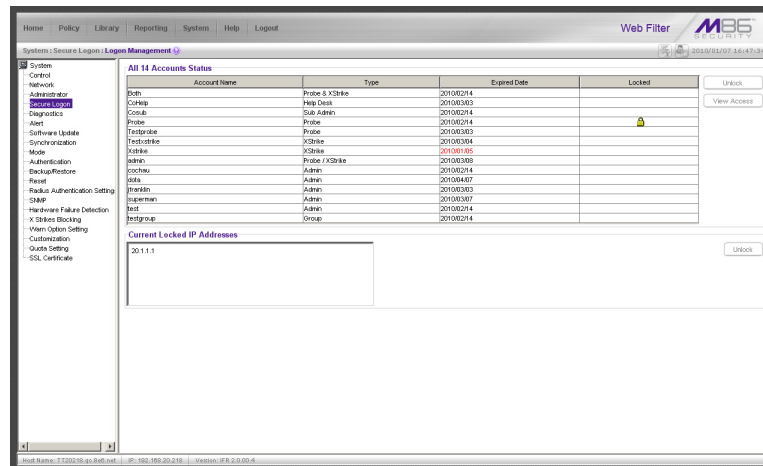 Home Policy Library Reporting System Help Logout
Web Filter
M86 SECURITY
System : Secure Logon : Logon Management
2010/01/07 16:47:34
System
Control
Network
Administrator
Secure Logon
Diagnostics
Alert
Software Update
Synchronization
Mode
Authentication
Backup/Restore
Reset
Radius Authentication Setting
SNMP
Hardware Failure Detection
X Strikes Blocking
Warn Option Setting
Customization
Quota Setting
SSL Certificate
All 14 Accounts Status
Account Name Type Expired Date Locked
Both Probe & XStrike 2010/02/14
CoHelp Help Desk 2010/03/03
Cosub Sub Admin 2010/02/14
Probe Probe 2010/02/14
Testprobe Probe 2010/03/03
Testxstrike XStrike 2010/03/04
Xstrike XStrike 2010/01/05
admin Probe / XStrike 2010/03/08
cochau Admin 2010/02/14
dota Admin 2010/04/07
jfranklin Admin 2010/03/03
superman Admin 2010/03/07
test Admin 2010/02/14
testgroup Group 2010/02/14
Unlock
View Access
Current Locked IP Addresses
20.1.1.1
Unlock
Host Name: TT20218.qc.8e6.net IP: 192.168.20.218 Version: IFR 2.0.00.4